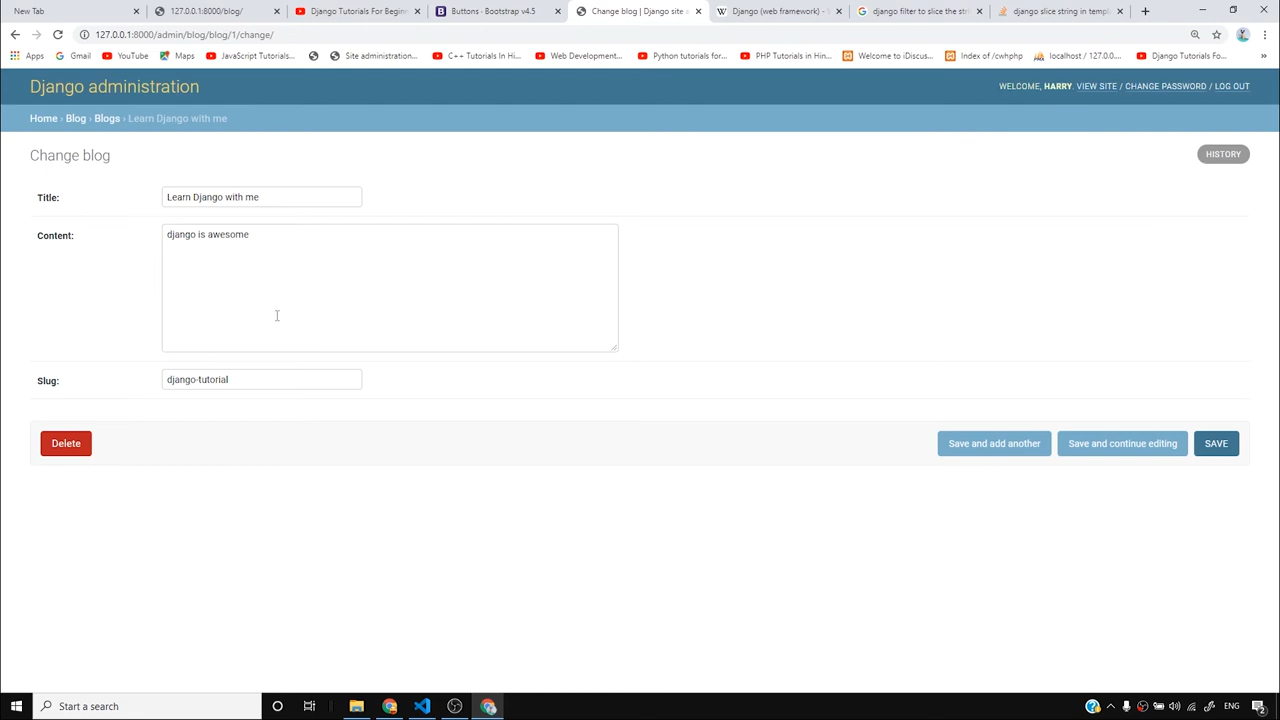 New Tab
127.0.0.1:8000/blog/
Django Tutorials For Beginn
Buttons · Bootstrap v4.5
Change blog | Django site a
Django (web framework) - V
django filter to slice the str
django slice string in templ
127.0.0.1:8000/admin/blog/blog/1/change/
Apps
Gmail
YouTube
Maps
JavaScript Tutorials...
Site administration...
C++ Tutorials In Hi...
Web Development...
Python tutorials for...
PHP Tutorials in Hin...
Welcome to iDiscus...
Index of /cwhphp
localhost / 127.0.0....
Django Tutorials Fo...
»
Django administration
WELCOME, HARRY. VIEW SITE / CHANGE PASSWORD / LOG OUT
Home › Blog › Blogs › Learn Django with me
Change blog
HISTORY
Title:
Learn Django with me
Content:
django is awesome
Slug:
django-tutorial
Delete
Save and add another
Save and continue editing
SAVE
Start a search
ENG
2